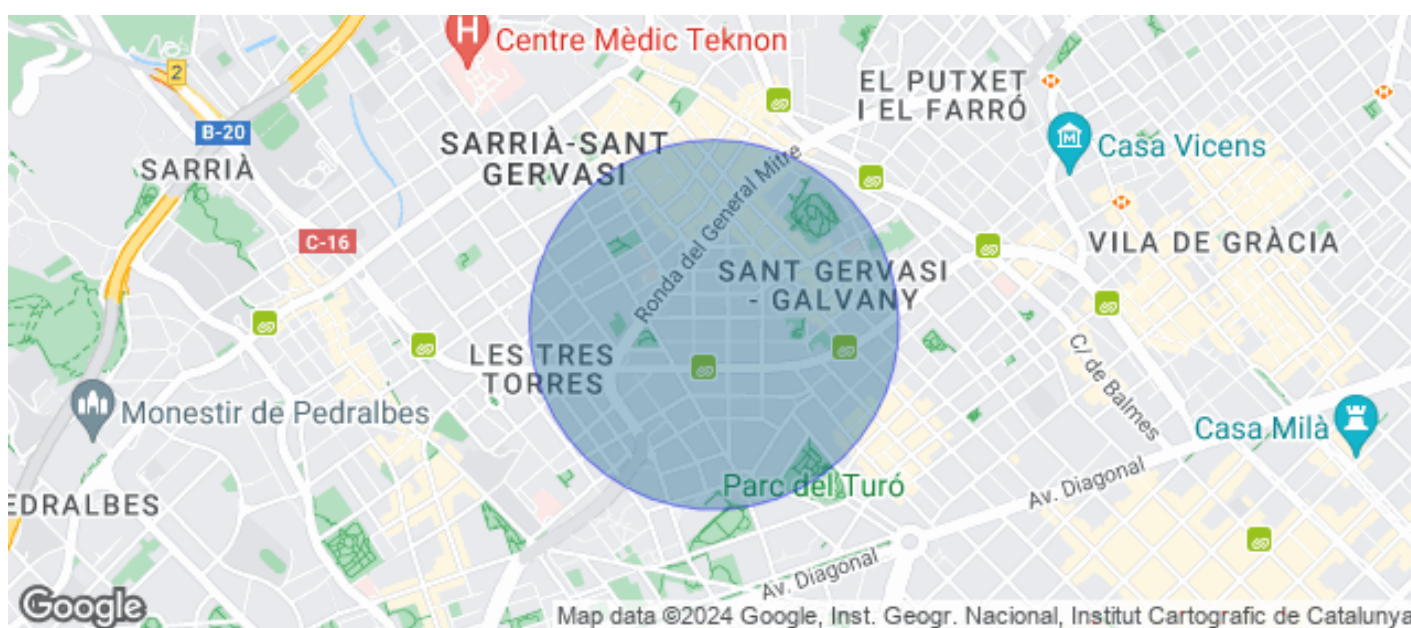 Centre Mèdic Teknon
2
EL PUTXET
I EL FARRÓ
B-20
SARRIÀ-SANT
GERVASI
Casa Vicens
SARRIÀ
Ronda del General Mitre
C-16
VILA DE GRÀCIA
SANT GERVASI
- GALVANY
LES TRES
TORRES
C/ de Balmes
Monestir de Pedralbes
Casa Milà
Parc del Turó
Av. Diagonal
EDRALBES
Av. Diagonal
Google
Map data ©2024 Google, Inst. Geogr. Nacional, Institut Cartografic de Catalunya